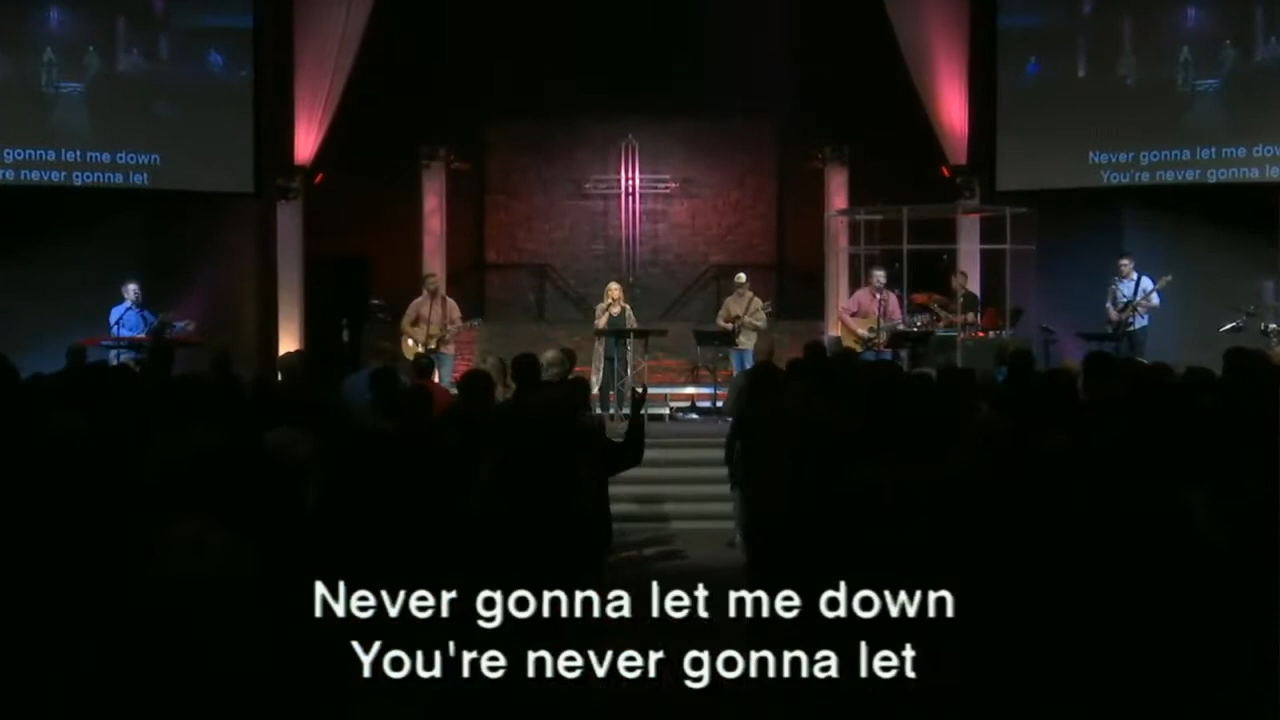 gonna let me down
re never gonna let
Never gonna let me dow
You're never gonna le
Never gonna let me down
You're never gonna let